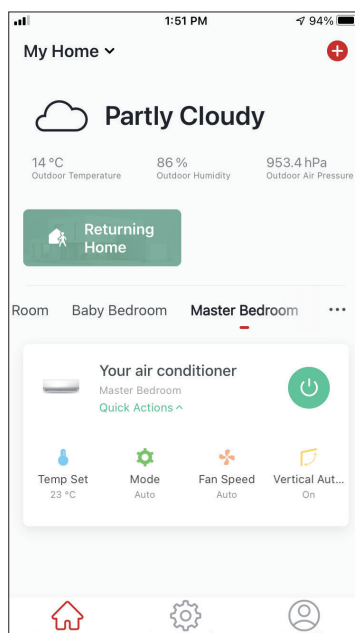 1:51 PM
94%
My Home
Partly Cloudy
14 °C 86 % 953.4 hPa
Outdoor Temperature Outdoor Humidity Outdoor Air Pressure
Returning
Home
Room Baby Bedroom Master Bedroom ...
Your air conditioner
Master Bedroom
Quick Actions
Temp Set Mode Fan Speed Vertical Aut...
23 °C Auto Auto On